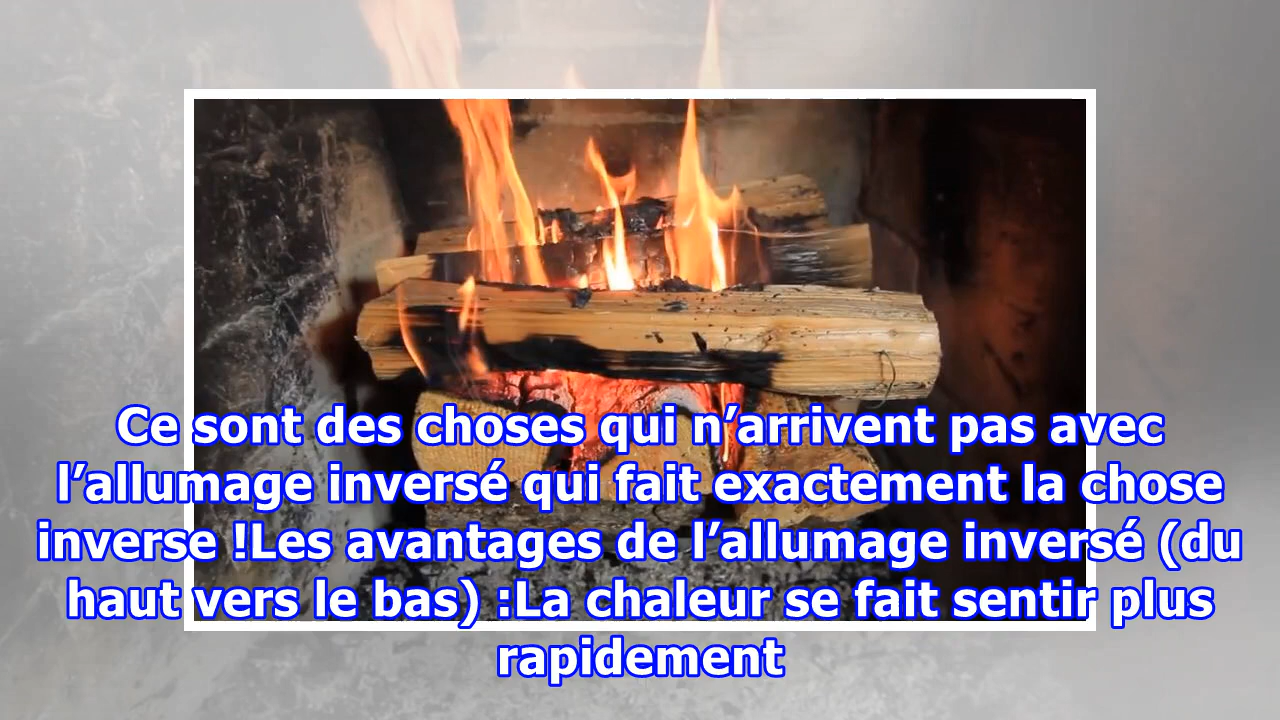 Ce sont des choses qui n’arrivent pas avec
l’allumage inversé qui fait exactement la chose
inverse !Les avantages de l’allumage inversé (du
haut vers le bas) :La chaleur se fait sentir plus
rapidement